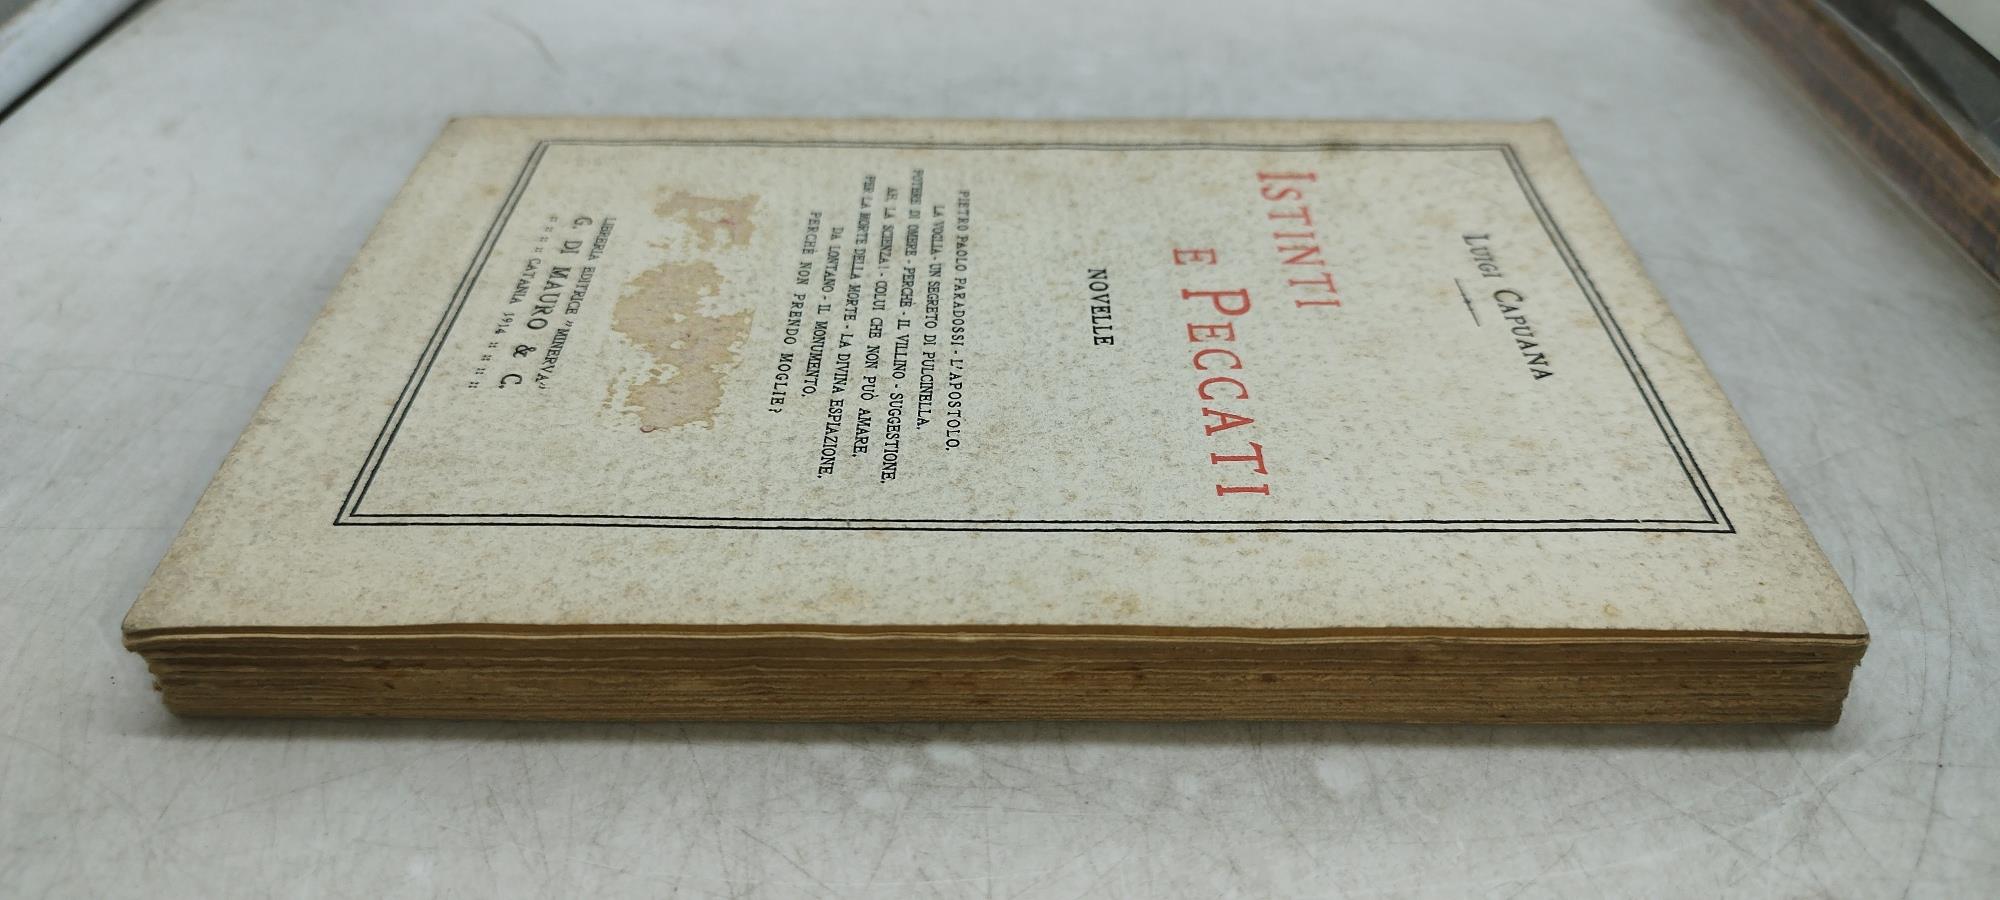 LUIGI CAPUANA
ISTINTI
E PECCATI
NOVELLE
PIETRO PAOLO PARADOSSI - L'APOSTOLO.
LA VOGLIA - UN SEGRETO DI PULCINELLA.
POTERE DI OMBRE - PERCHÈ - IL VILLINO - SUGGESTIONE.
AH, LA SCIENZA! - COLUI CHE NON PUÒ AMARE.
PER LA MORTE DELLA MORTE - LA DIVINA ESPIAZIONE.
DA LONTANO - IL MONUMENTO.
PERCHÈ NON PRENDO MOGLIE?
LIBRERIA EDITRICE "MINERVA"
G. DI MAURO & C.
:: :: :: :: CATANIA 1914 :: :: :: ::